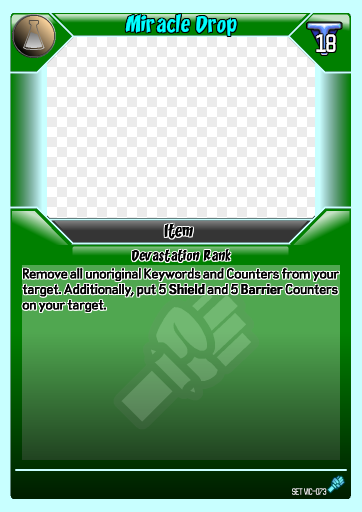 Miracle Drop
18
Item
Devastation Rank
Remove all unoriginal Keywords and Counters from your
target. Additionally, put 5 Shield and 5 Barrier Counters
on your target.
SET VIC-073